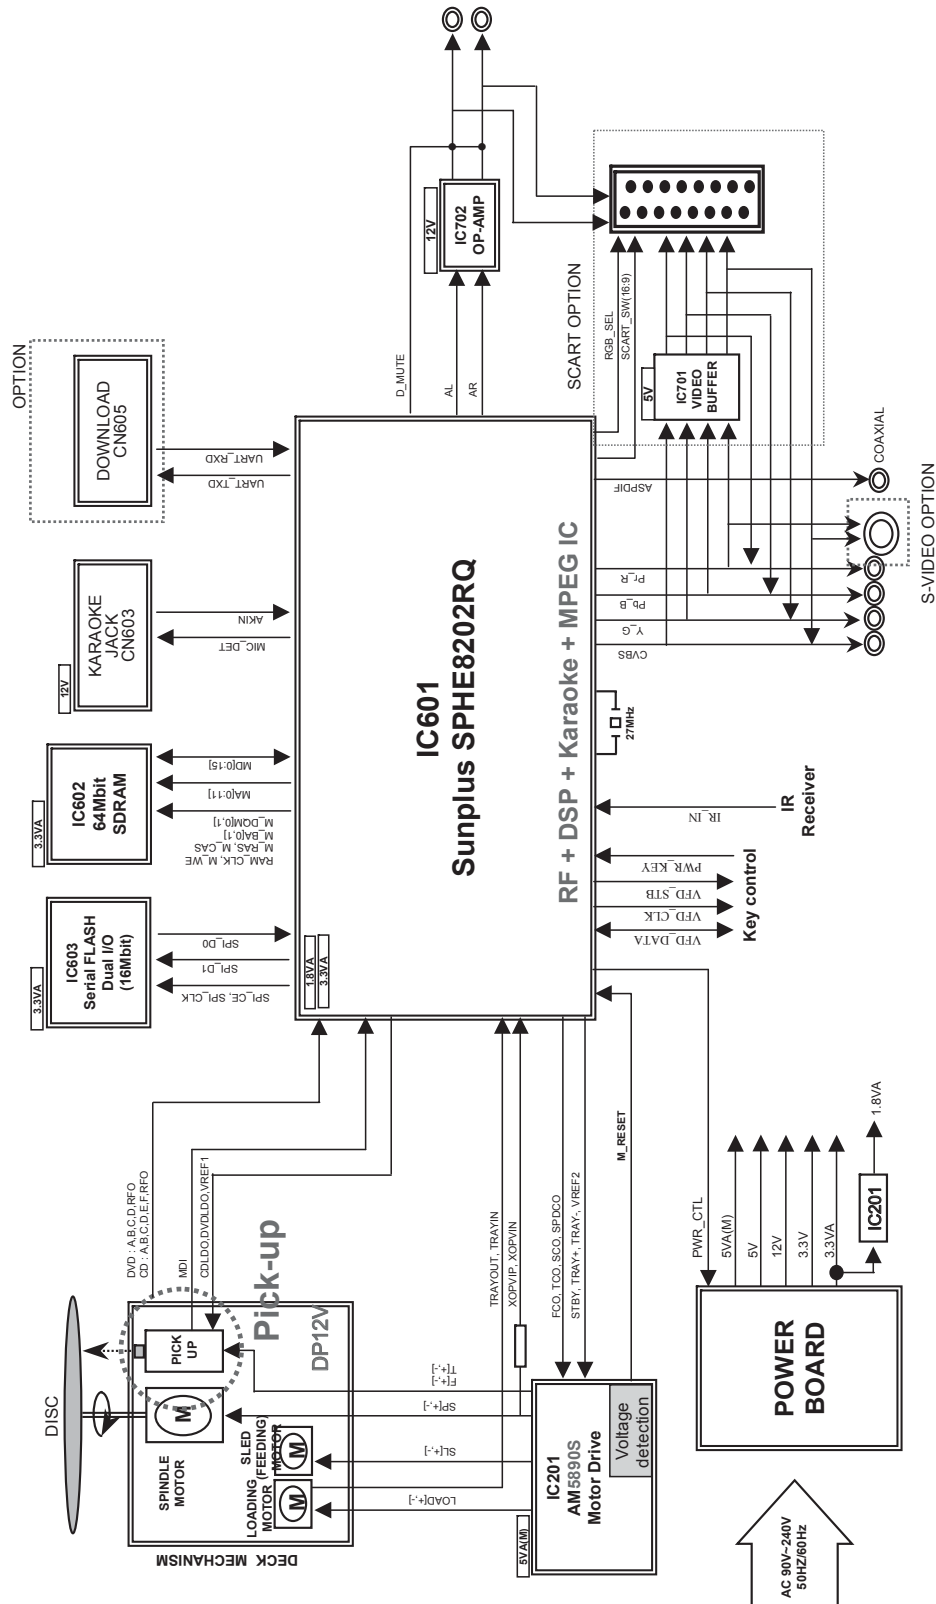 OPTION
DOWNLOAD
CN605
UART_RXD
UART_TXD
12V
KARAOKE
JACK
CN603
AKIN
MIC_DET
3.3VA
IC602
64Mbit
SDRAM
MD[0:15]
MA[0:11]
M_DQM[0,1]
M_BA[0,1]
M_RAS, M_CAS
RAM_CLK, M_WE
3.3VA
IC603
Serial FLASH
Dual I/O
(16Mbit)
SPI_D0
SPI_D1
SPI_CE, SPI_CLK
12V
IC702
OP-AMP
D_MUTE
AL
AR
SCART OPTION
RGB_SEL
SCART_SW(16:9)
5V
IC701
VIDEO
BUFFER
COAXIAL
S-VIDEO OPTION
IC601
Sunplus SPHE8202RQ
RF + DSP + Karaoke + MPEG IC
1.8VA
3.3VA
ASPDIF
Pr_R
Pb_B
Y_G
CVBS
27MHz
IR_IN
IR
Receiver
PWR_KEY
VFD_STB
VFD_CLK
VFD_DATA
Key control
DISC
DVD : A,B,C,D,RFO
CD : A,B,C,D,E,F,RFO
MDI
CDLDO,DVDLDO,VREF1
Pick-up
DP12V
PICK
UP
M
SPINDLE
MOTOR
SLED
(FEEDING)
MOTOR
M
LOADING
MOTOR
M
DECK MECHANISM
TRAYOUT, TRAYIN
XOPVIP, XOPVIN
T[+,-]
F[+,-]
SP[+,-]
SL[+,-]
LOAD[+,-]
FCO, TCO, SCO, SPDCO
STBY, TRAY+, TRAY-, VREF2
M_RESET
5VA(M)
IC201
AM5890S
Motor Drive
Voltage
detection
PWR_CTL
5VA(M)
5V
12V
3.3V
3.3VA
IC201
1.8VA
POWER
BOARD
AC 90V~240V
50HZ/60Hz